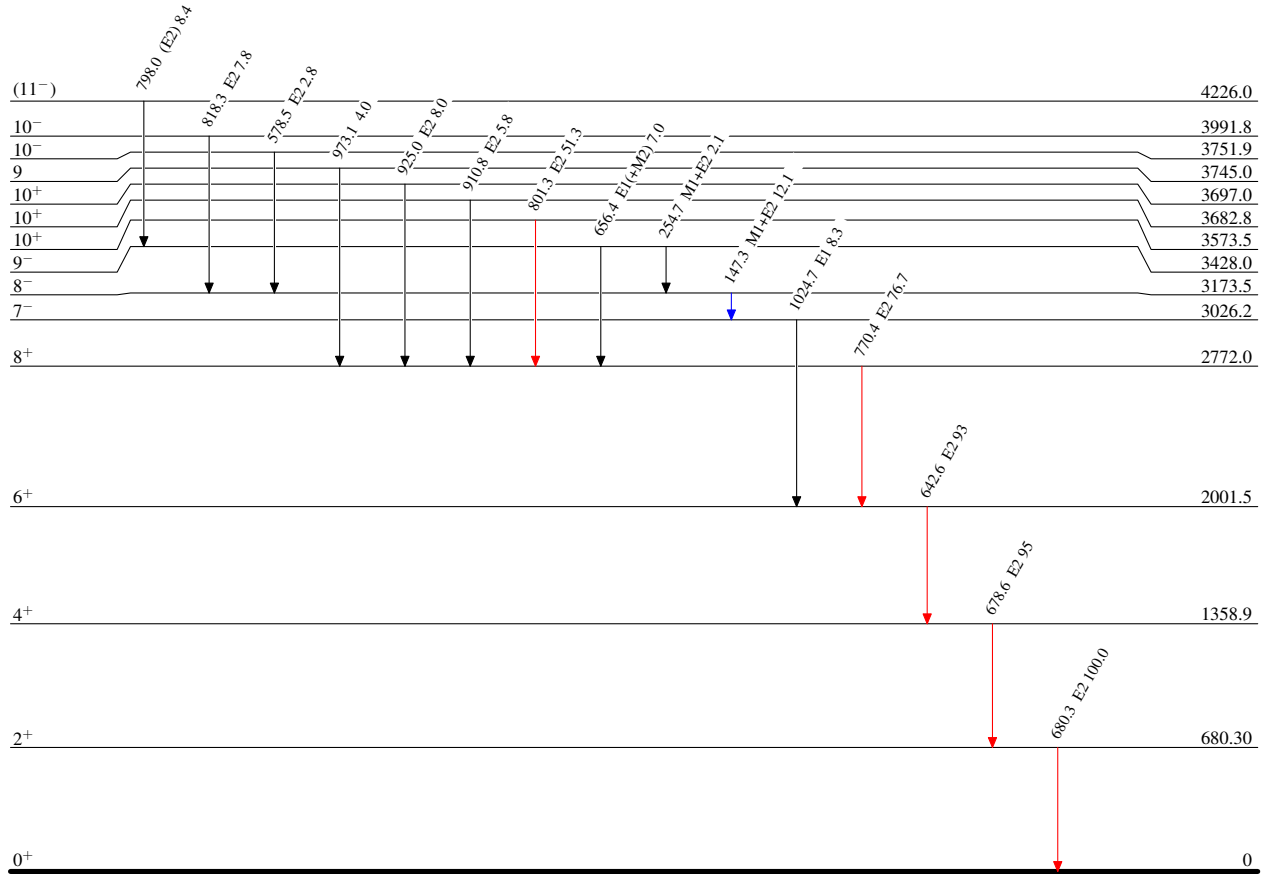 798.0 (E2) 8.4
818.3 E2 7.8
578.5 E2 2.8
973.1 4.0
925.0 E2 8.0
910.8 E2 5.8
801.3 E2 51.3
656.4 E1(+M2) 7.0
254.7 M1+E2 2.1
147.3 M1+E2 12.1
1024.7 E1 8.3
770.4 E2 76.7
642.6 E2 93
678.6 E2 95
680.3 E2 100.0
(11⁻) 4226.0
10⁻ 3991.8
10⁻ 3751.9
9 3745.0
10⁺ 3697.0
10⁺ 3682.8
10⁺ 3573.5
9⁻ 3428.0
8⁻ 3173.5
7⁻ 3026.2
8⁺ 2772.0
6⁺ 2001.5
4⁺ 1358.9
2⁺ 680.30
0⁺ 0